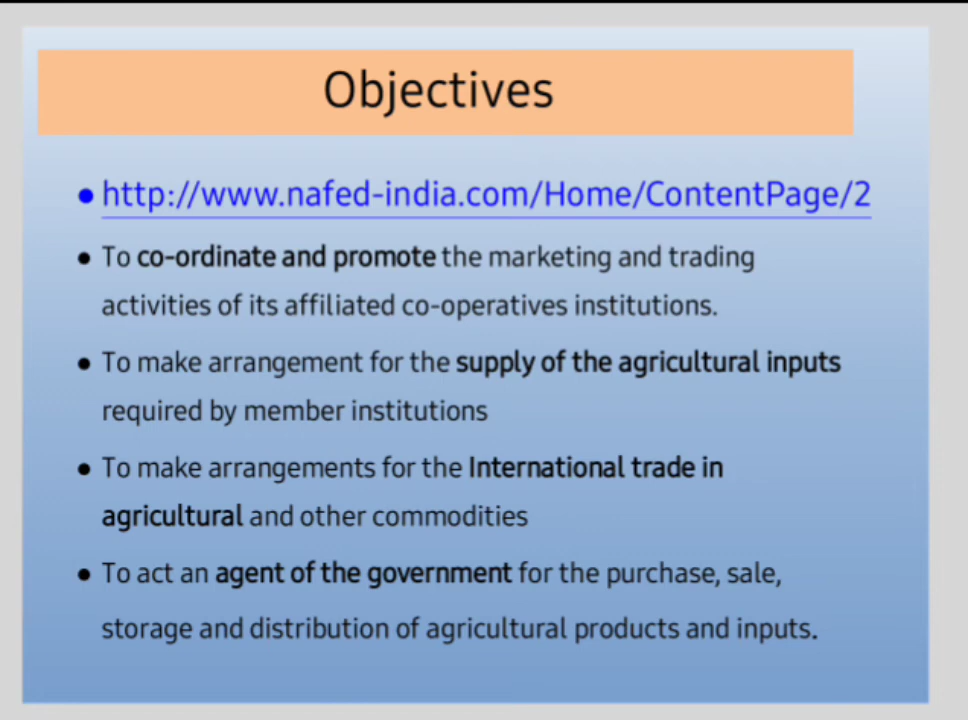 Objectives
• http://www.nafed-india.com/Home/ContentPage/2
• To co-ordinate and promote the marketing and trading
activities of its affiliated co-operatives institutions.
• To make arrangement for the supply of the agricultural inputs
required by member institutions
• To make arrangements for the International trade in
agricultural and other commodities
• To act an agent of the government for the purchase, sale,
storage and distribution of agricultural products and inputs.